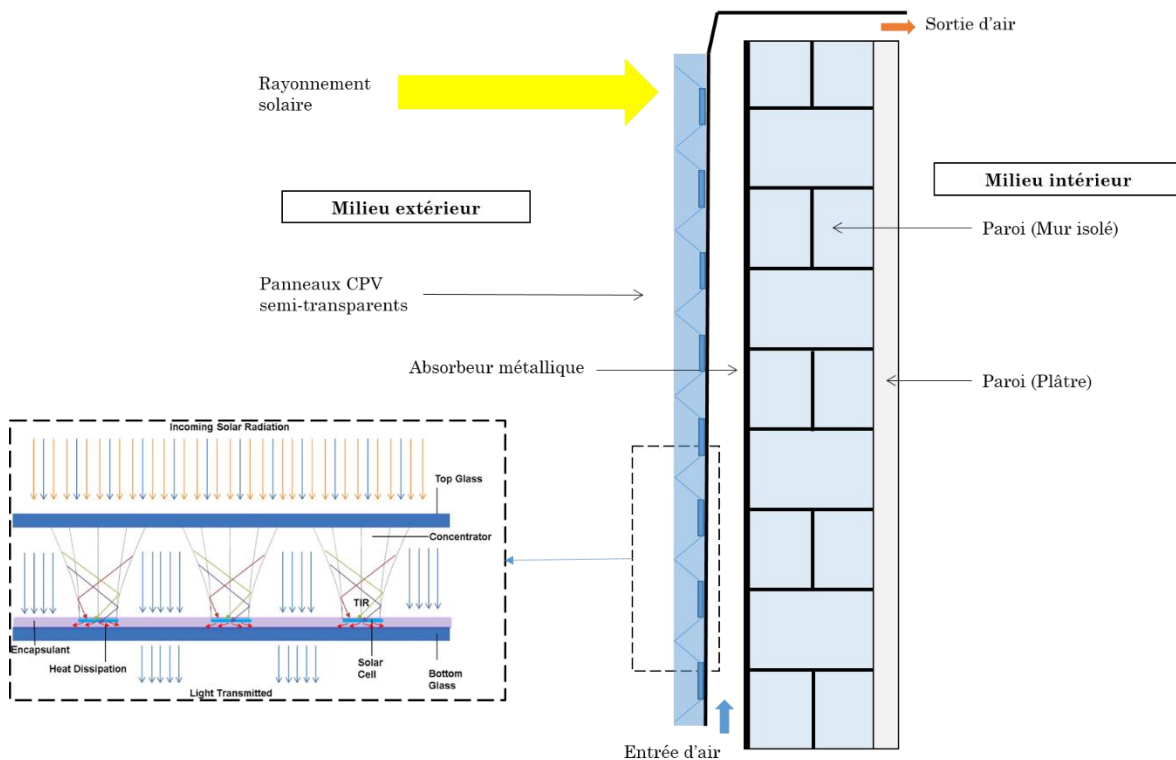 Sortie d'air
Rayonnement
solaire
Milieu extérieur
Milieu intérieur
Paroi (Mur isolé)
Panneaux CPV
semi-transparents
Absorbeur métallique
Paroi (Plâtre)
Incoming Solar Radiation
Top Glass
Concentrator
TIR
Encapsulant
Heat Dissipation
Solar
Cell
Bottom
Glass
Light Transmitted
Entrée d'air